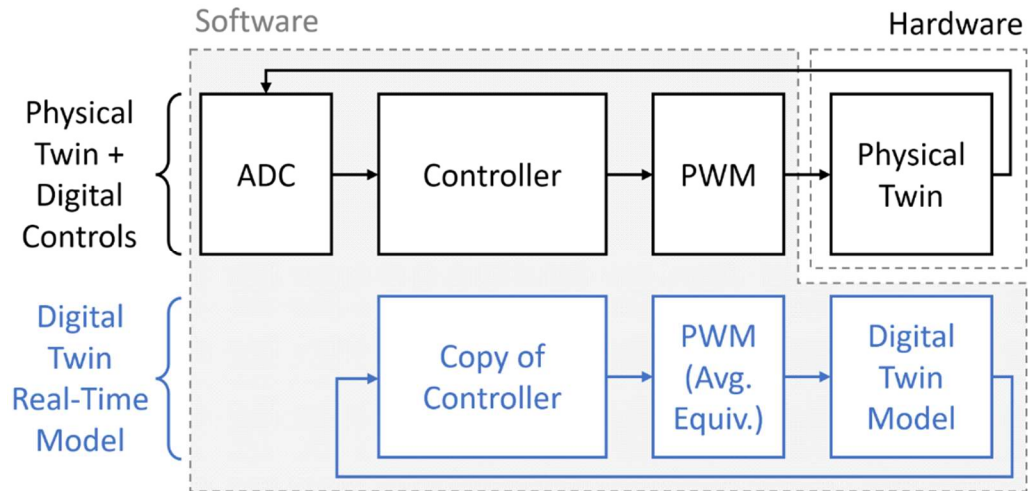 Software
Hardware
Physical
Twin +
Digital
Controls
ADC
Controller
PWM
Physical
Twin
Digital
Twin
Real-Time
Model
Copy of
Controller
PWM
(Avg.
Equiv.)
Digital
Twin
Model